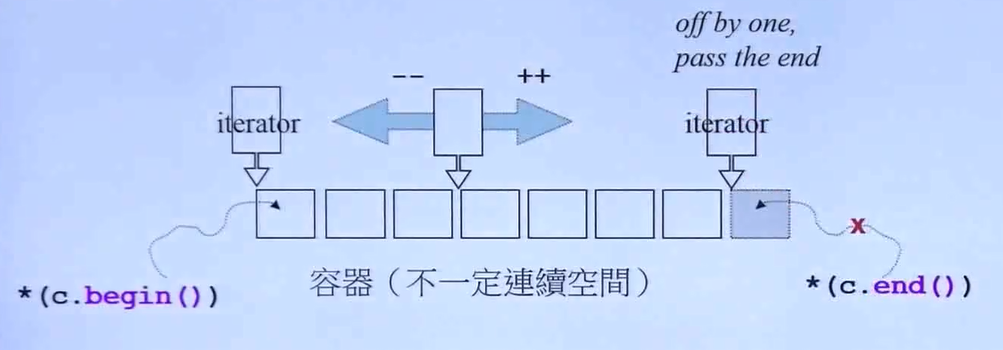 off by one,
pass the end
-- ++
iterator
iterator
x
*(c.begin())
容器（不一定連續空間）
*(c.end())